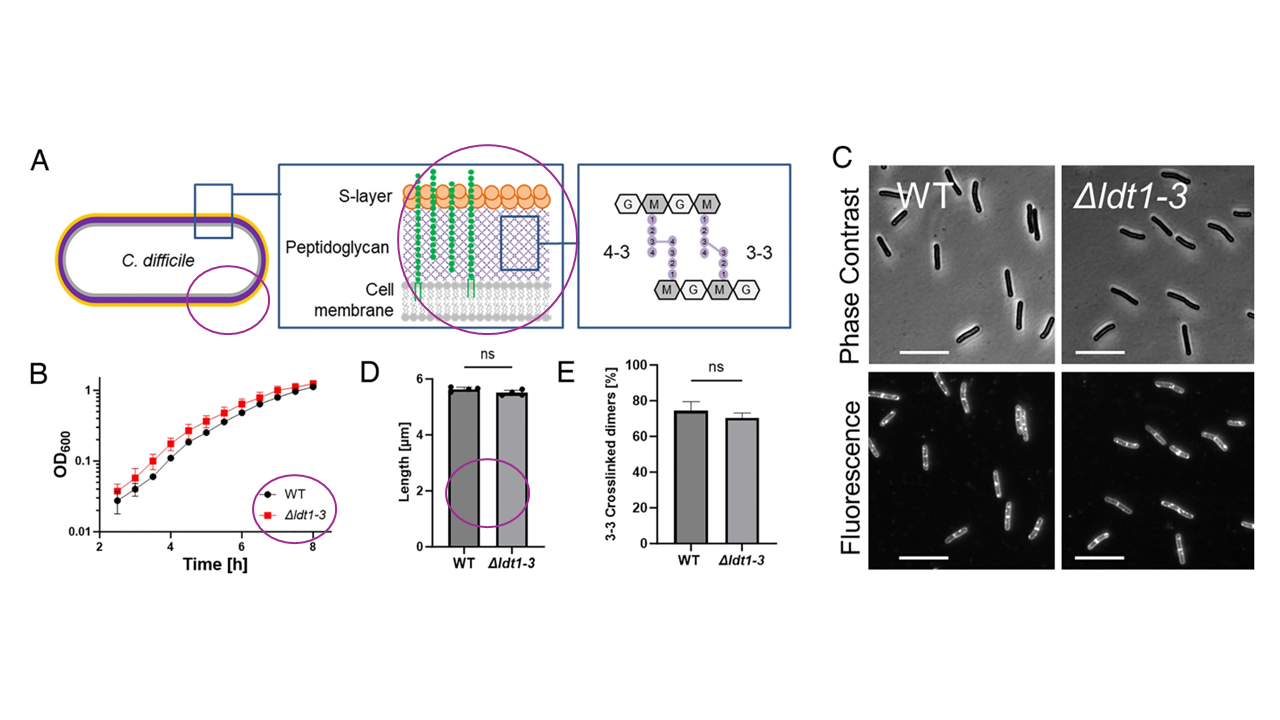 A
C. difficile
S-layer
Peptidoglycan
Cell
membrane
G M G M
1 1
2 2
3 4 3
4 3 4 3
2 2
1 1
M G M G
4-3
3-3
B
OD600
1
0.1
0.01
2 4 6 8
Time [h]
WT
Δldt1-3
D
ns
Length [µm]
6
4
2
0
WT Δldt1-3
E
ns
3-3 Crosslinked dimers [%]
100
80
60
40
20
0
WT Δldt1-3
C
Phase Contrast
WT
Δldt1-3
Fluorescence